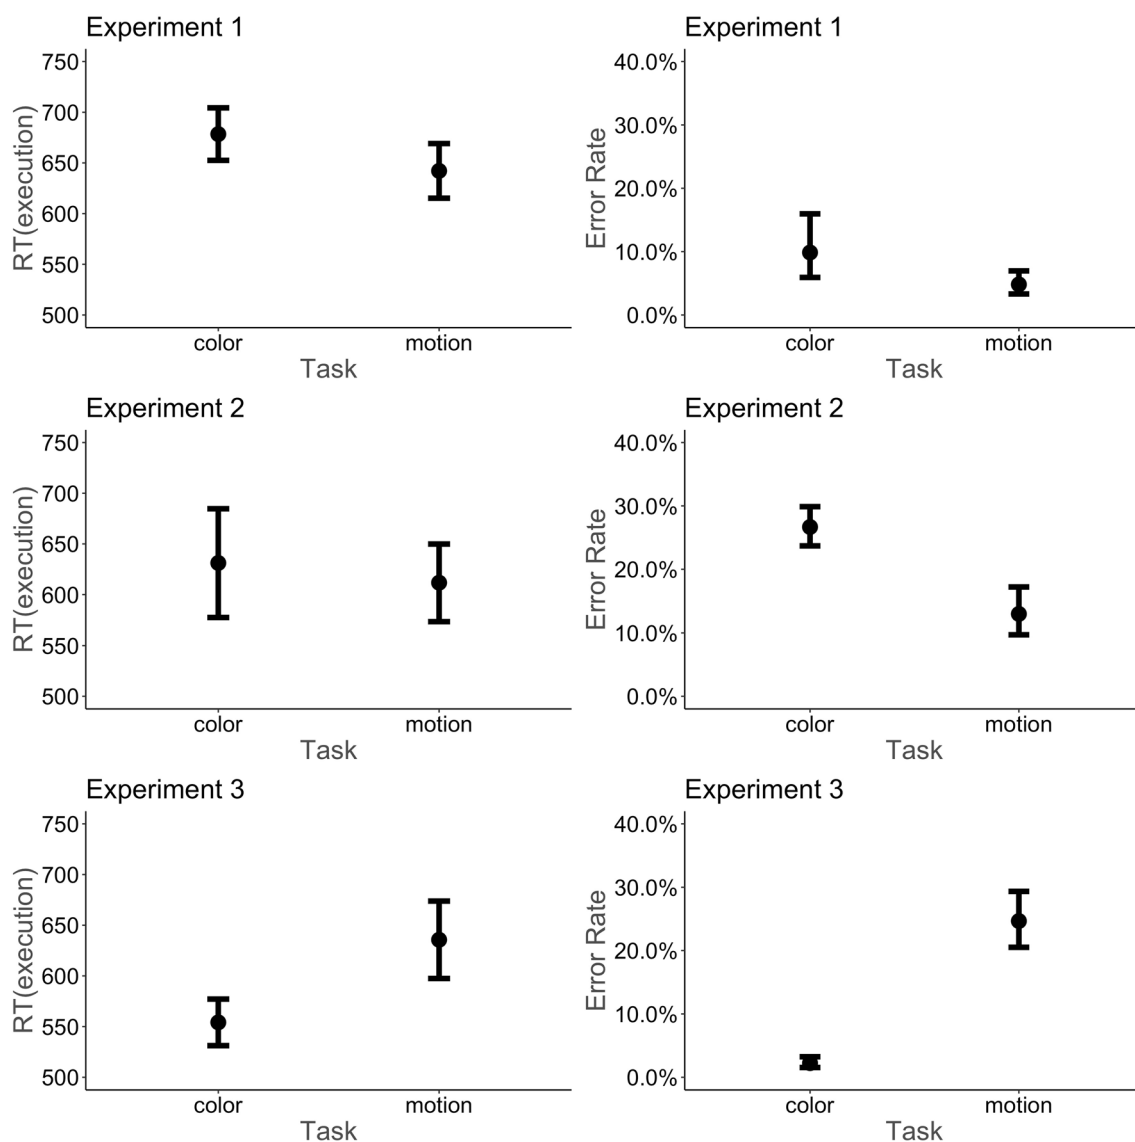 Experiment 1
750
700
650
600
550
500
RT(execution)
color motion
Task
Experiment 1
40.0%
30.0%
20.0%
10.0%
0.0%
Error Rate
color motion
Task
Experiment 2
750
700
650
600
550
500
RT(execution)
color motion
Task
Experiment 2
40.0%
30.0%
20.0%
10.0%
0.0%
Error Rate
color motion
Task
Experiment 3
750
700
650
600
550
500
RT(execution)
color motion
Task
Experiment 3
40.0%
30.0%
20.0%
10.0%
0.0%
Error Rate
color motion
Task